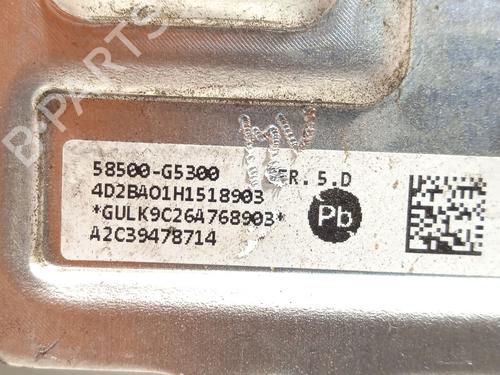 B-PARTS
58500-G5300 ER. 5.D
4D2BA01H1518903
*GULK9C26A768903*
A2C39478714
Pb